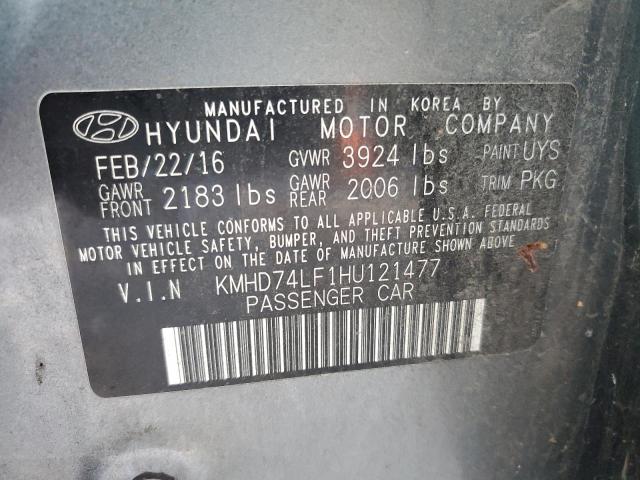 MANUFACTURED IN KOREA BY
HYUNDAI MOTOR COMPANY
FEB/22/16 GVWR 3924 lbs PAINT UYS
GAWR FRONT 2183 lbs GAWR REAR 2006 lbs TRIM PKG
THIS VEHICLE CONFORMS TO ALL APPLICABLE U.S.A. FEDERAL
MOTOR VEHICLE SAFETY, BUMPER, AND THEFT PREVENTION STANDARDS
IN EFFECT ON THE DATE OF MANUFACTURE SHOWN ABOVE.
V.I.N KMHD74LF1HU121477
PASSENGER CAR